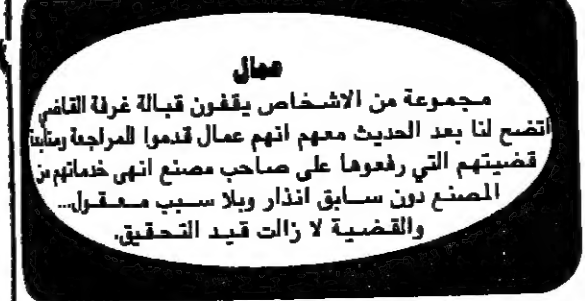 عمال
مجموعة من الاشخاص يقفون قبالة غرفة القاضي
اتضح لنا بعد الحديث معهم انهم عمال قدموا للمراجعة ومتابعة
قضيتهم التي رفعوها على صاحب مصنع انهى خدماتهم من
المصنع دون سابق انذار وبلا سبب معقول...
والقضية لا زالت قيد التحقيق.